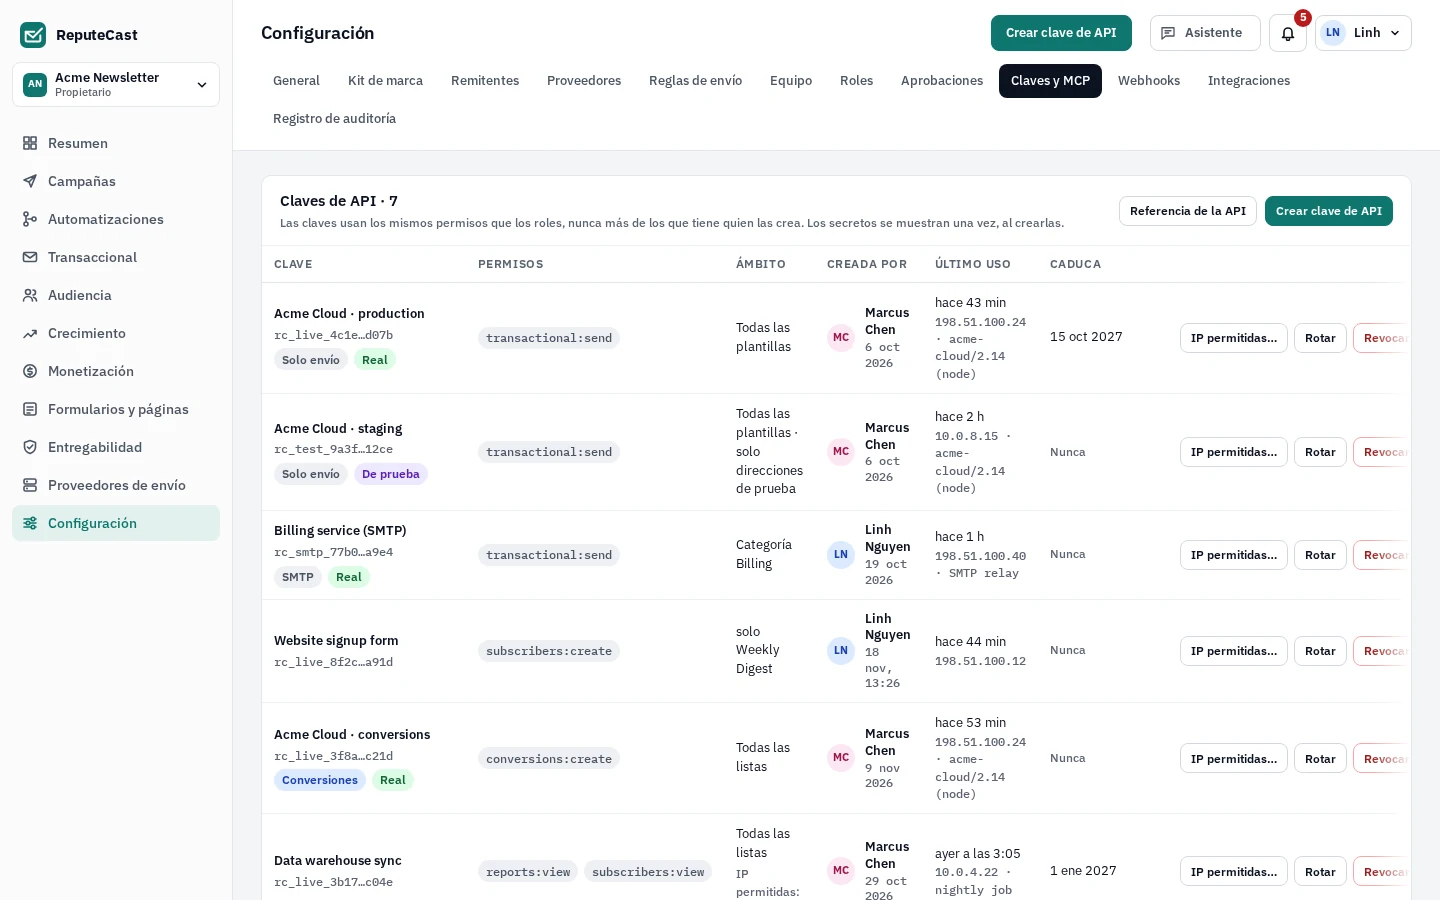 ReputeCast
AN
Acme Newsletter
Propietario
Resumen
Campañas
Automatizaciones
Transaccional
Audiencia
Crecimiento
Monetización
Formularios y páginas
Entregabilidad
Proveedores de envío
Configuración
Configuración
Crear clave de API
Asistente
5
LN
Linh
General
Kit de marca
Remitentes
Proveedores
Reglas de envío
Equipo
Roles
Aprobaciones
Claves y MCP
Webhooks
Integraciones
Registro de auditoría
Claves de API · 7
Las claves usan los mismos permisos que los roles, nunca más de los que tiene quien las crea. Los secretos se muestran una vez, al crearlas.
Referencia de la API
Crear clave de API
CLAVE
PERMISOS
ÁMBITO
CREADA POR
ÚLTIMO USO
CADUCA
Acme Cloud · production
rc_live_4c1e…d07b
Solo envío
Real
transactional:send
Todas las
plantillas
MC
Marcus
Chen
6 oct
2026
hace 43 min
198.51.100.24
· acme-
cloud/2.14
(node)
15 oct 2027
IP permitidas…
Rotar
Revocar
Acme Cloud · staging
rc_test_9a3f…12ce
Solo envío
De prueba
transactional:send
Todas las
plantillas ·
solo
direcciones
de prueba
MC
Marcus
Chen
6 oct
2026
hace 2 h
10.0.8.15 ·
acme-
cloud/2.14
(node)
Nunca
IP permitidas…
Rotar
Revocar
Billing service (SMTP)
rc_smtp_77b0…a9e4
SMTP
Real
transactional:send
Categoría
Billing
LN
Linh
Nguyen
19 oct
2026
hace 1 h
198.51.100.40
· SMTP relay
Nunca
IP permitidas…
Rotar
Revocar
Website signup form
rc_live_8f2c…a91d
subscribers:create
solo
Weekly
Digest
LN
Linh
Nguyen
18
nov,
13:26
hace 44 min
198.51.100.12
Nunca
IP permitidas…
Rotar
Revocar
Acme Cloud · conversions
rc_live_3f8a…c21d
Conversiones
Real
conversions:create
Todas las
listas
MC
Marcus
Chen
9 nov
2026
hace 53 min
198.51.100.24
· acme-
cloud/2.14
(node)
Nunca
IP permitidas…
Rotar
Revocar
Data warehouse sync
rc_live_3b17…c04e
reports:view
subscribers:view
Todas las
listas
IP
permitidas:
MC
Marcus
Chen
29 oct
2026
ayer a las 3:05
10.0.4.22 ·
nightly job
1 ene 2027
IP permitidas…
Rotar
Revocar